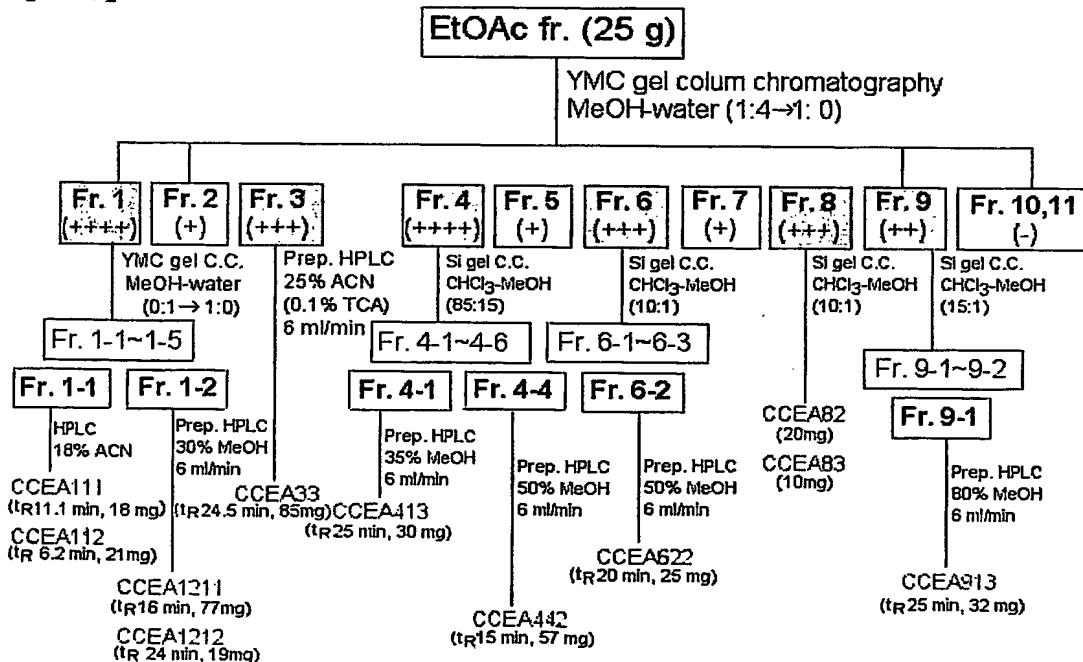 EtOAc fr. (25 g)
YMC gel colum chromatography
MeOH-water (1:4→1: 0)
Fr. 1
(++++)
Fr. 2
(+)
Fr. 3
(+++)
Fr. 4
(++++)
Fr. 5
(+)
Fr. 6
(+++)
Fr. 7
(+)
Fr. 8
(+++)
Fr. 9
(++)
Fr. 10,11
(-)
YMC gel C.C.
MeOH-water
(0:1→1:0)
Prep. HPLC
25% ACN
(0.1% TCA)
6 ml/min
Si gel C.C.
CHCl3-MeOH
(85:15)
Si gel C.C.
CHCl3-MeOH
(10:1)
Si gel C.C.
CHCl3-MeOH
(10:1)
Si gel C.C.
CHCl3-MeOH
(15:1)
Fr. 1-1~1-5
Fr. 4-1~4-6
Fr. 6-1~6-3
Fr. 9-1~9-2
Fr. 1-1
Fr. 1-2
Fr. 4-1
Fr. 4-4
Fr. 6-2
Fr. 9-1
HPLC
18% ACN
Prep. HPLC
30% MeOH
6 ml/min
Prep. HPLC
35% MeOH
6 ml/min
Prep. HPLC
50% MeOH
6 ml/min
Prep. HPLC
50% MeOH
6 ml/min
Prep. HPLC
80% MeOH
6 ml/min
CCEA111
(tR11.1 min, 18 mg)
CCEA112
(tR 6.2 min, 21mg)
CCEA1211
(tR16 min, 77mg)
CCEA1212
(tR 24 min, 19mg)
CCEA33
(tR24.5 min, 85mg)
CCEA413
(tR25 min, 30 mg)
CCEA442
(tR15 min, 57 mg)
CCEA622
(tR20 min, 25 mg)
CCEA82
(20mg)
CCEA83
(10mg)
CCEA913
(tR25 min, 32 mg)